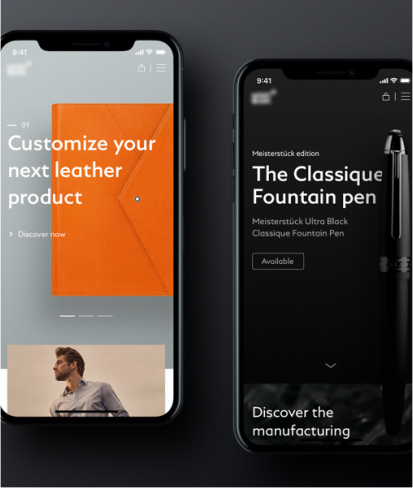 9:41
— 01
Customize your
next leather
product
> Discover now
9:41
Meisterstück edition
The Classique
Fountain pen
Meisterstück Ultra Black
Classique Fountain Pen
Available
Discover the
manufacturing